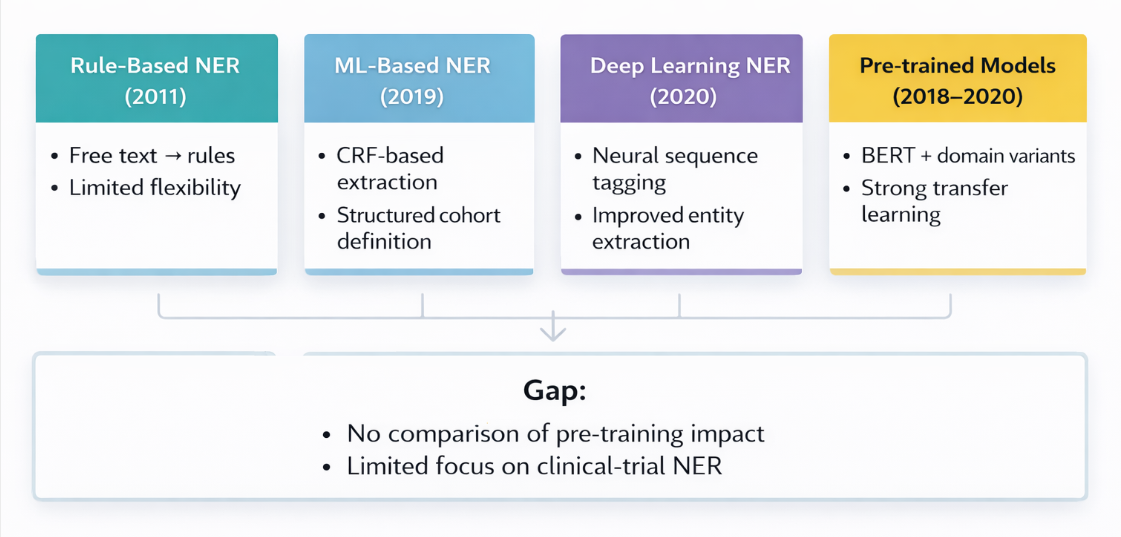 Rule-Based NER
(2011)
• Free text → rules
• Limited flexibility
ML-Based NER
(2019)
• CRF-based
extraction
• Structured cohort
definition
Deep Learning NER
(2020)
• Neural sequence
tagging
• Improved entity
extraction
Pre-trained Models
(2018–2020)
• BERT + domain variants
• Strong transfer
learning
Gap:
• No comparison of pre-training impact
• Limited focus on clinical-trial NER